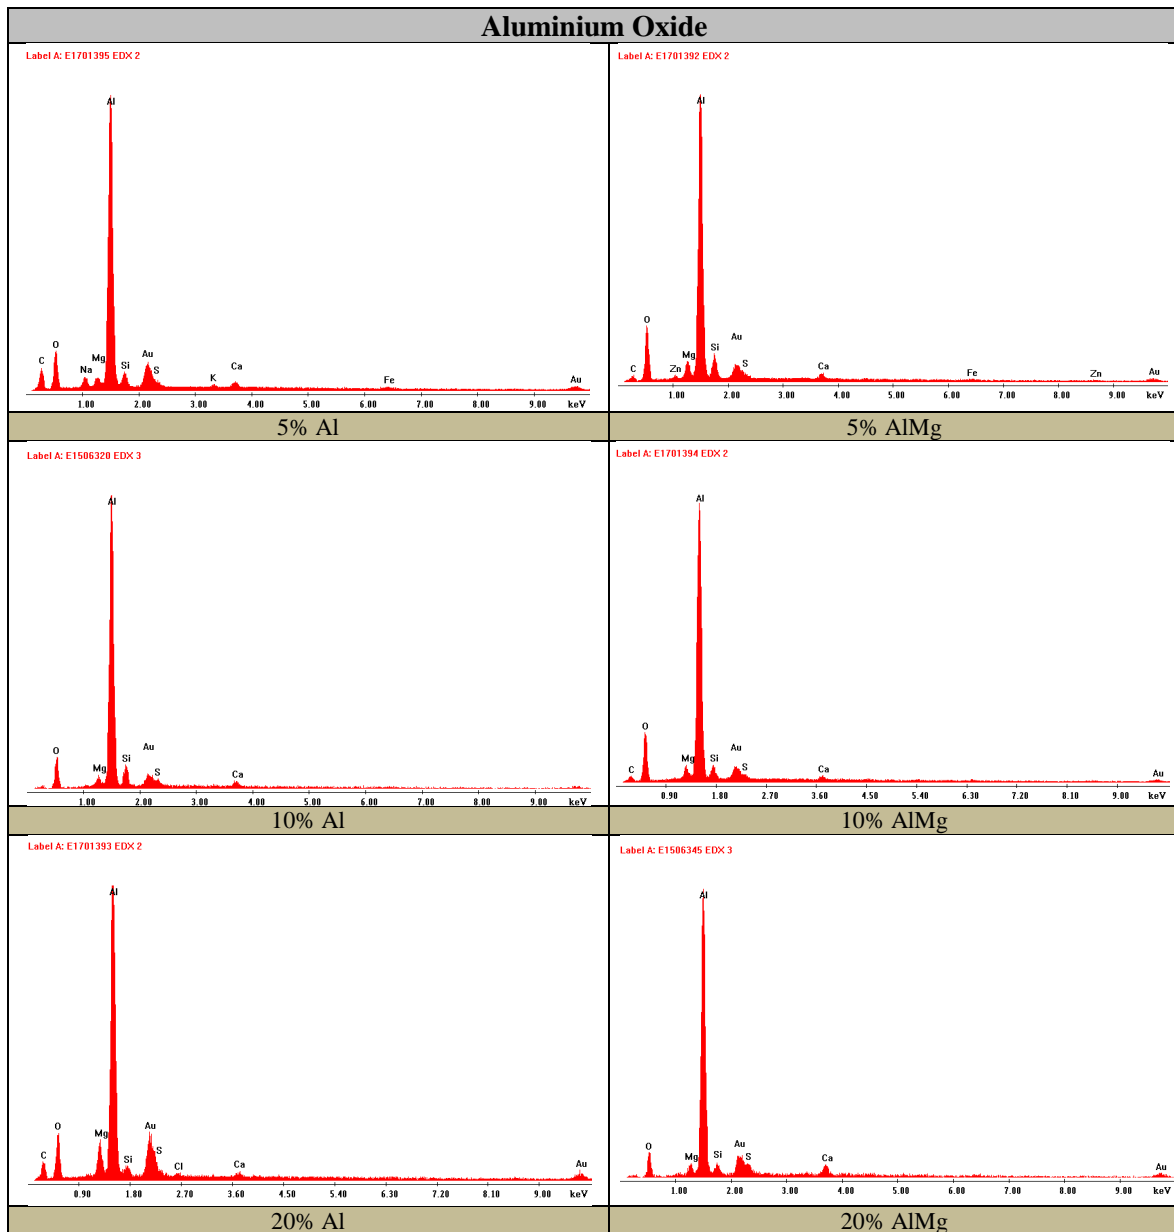 Aluminium Oxide
Label A: E1701395 EDX 2
Al
C O Na Mg Si Au S K Ca Fe Au
1.00 2.00 3.00 4.00 5.00 6.00 7.00 8.00 9.00 keV
5% Al
Label A: E1701392 EDX 2
Al
C O Zn Mg Si Au S Ca Fe Zn Au
1.00 2.00 3.00 4.00 5.00 6.00 7.00 8.00 9.00 keV
5% AlMg
Label A: E1506320 EDX 3
Al
O Mg Si Au S Ca
1.00 2.00 3.00 4.00 5.00 6.00 7.00 8.00 9.00 keV
10% Al
Label A: E1701394 EDX 2
Al
C O Mg Si Au S Ca Au
0.90 1.80 2.70 3.60 4.50 5.40 6.30 7.20 8.10 9.00 keV
10% AlMg
Label A: E1701393 EDX 2
Al
C O Mg Si Au S Cl Ca Au
0.90 1.80 2.70 3.60 4.50 5.40 6.30 7.20 8.10 9.00 keV
20% Al
Label A: E1506345 EDX 3
Al
O Mg Si Au S Ca Au
1.00 2.00 3.00 4.00 5.00 6.00 7.00 8.00 9.00 keV
20% AlMg